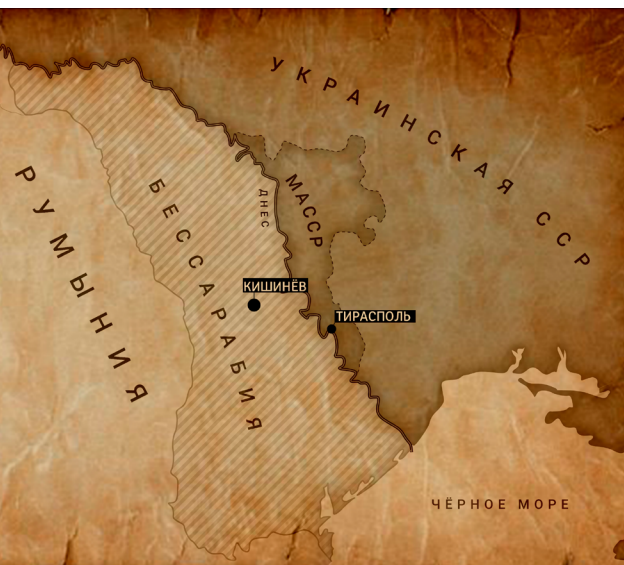 УКРАИНСКАЯ ССР
РУМЫНИЯ
БЕССАРАБИЯ
ДНЕС
МАССР
КИШИНЁВ
ТИРАСПОЛЬ
ЧЁРНОЕ МОРЕ